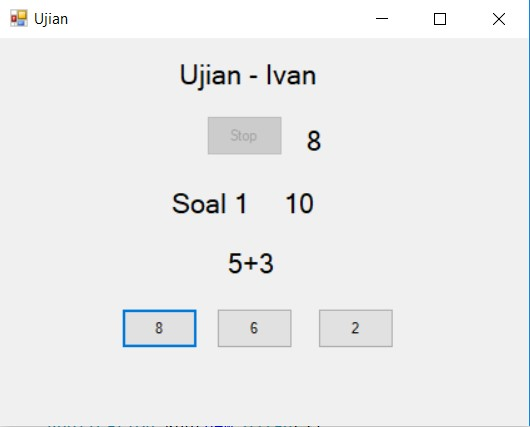 Ujian
Ujian - Ivan
Stop 8
Soal 1 10
5+3
8 6 2